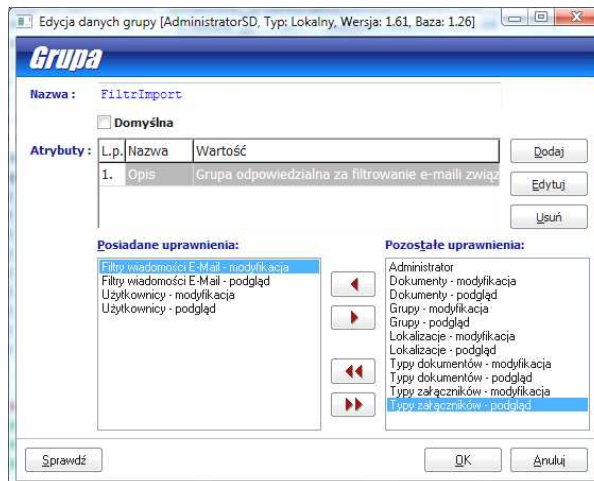 Edycja danych grupy [AdministratorSD, Typ: Lokalny, Wersja: 1.61, Baza: 1.26]
Grupa
Nazwa : FiltrImport
Domyślna
Atrybuty : L.p. Nazwa Wartość Dodaj
1. Opis Grupa odpowiedzialna za filtrowanie e-maili związ
Edytuj
Usuń
Posiadane uprawnienia: Pozostałe uprawnienia:
Filtry wiadomości E-Mail - modyfikacja Administrator
Filtry wiadomości E-Mail - podgląd Dokumenty - modyfikacja
Użytkownicy - modyfikacja Dokumenty - podgląd
Użytkownicy - podgląd Grupy - modyfikacja
Grupy - podgląd
Lokalizacje - modyfikacja
Lokalizacje - podgląd
Typy dokumentów - modyfikacja
Typy dokumentów - podgląd
Typy załączników - modyfikacja
Typy załączników - podgląd
Sprawdź OK Anuluj